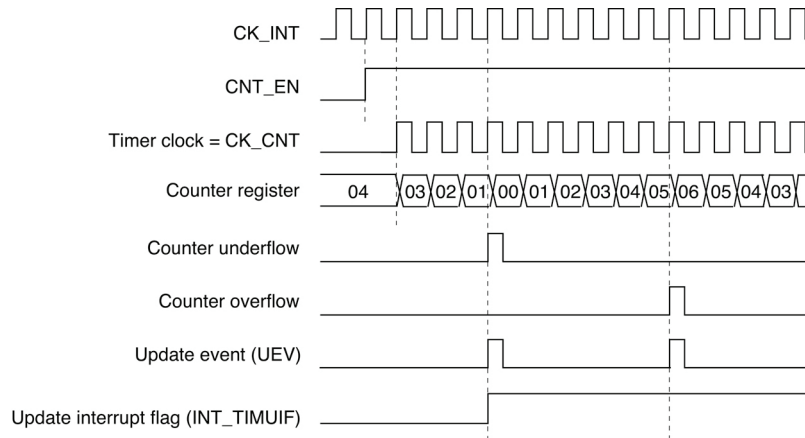 CK_INT
CNT_EN
Timer clock = CK_CNT
Counter register 04 03 02 01 00 01 02 03 04 05 06 05 04 03
Counter underflow
Counter overflow
Update event (UEV)
Update interrupt flag (INT_TIMUIF)